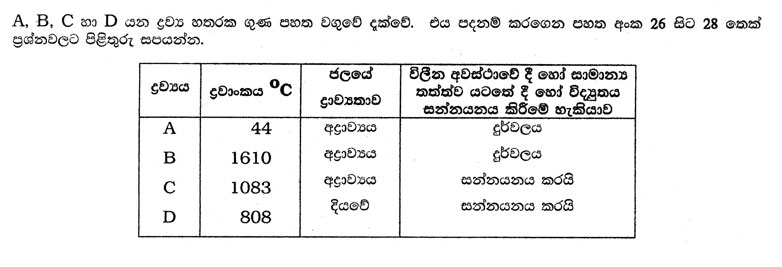 A, B, C හා D යන ද්‍රව්‍ය හතරක ගුණ පහත වගුවේ දැක්වේ. එය පදනම් කරගෙන පහත අංක 26 සිට 28 තෙක්
ප්‍රශ්නවලට පිළිතුරු සපයන්න.
ද්‍රව්‍යය ද්‍රවාංකය ⁰C ජලයේ ද්‍රාව්‍යතාව විලීන අවස්ථාවේ දී හෝ සාමාන්‍ය තත්ත්ව යටතේ දී හෝ විද්‍යුතය සන්නයනය කිරීමේ හැකියාව
A 44 අද්‍රාව්‍යය දුර්වලය
B 1610 අද්‍රාව්‍යය දුර්වලය
C 1083 අද්‍රාව්‍යය සන්නයනය කරයි
D 808 දියවේ සන්නයනය කරයි